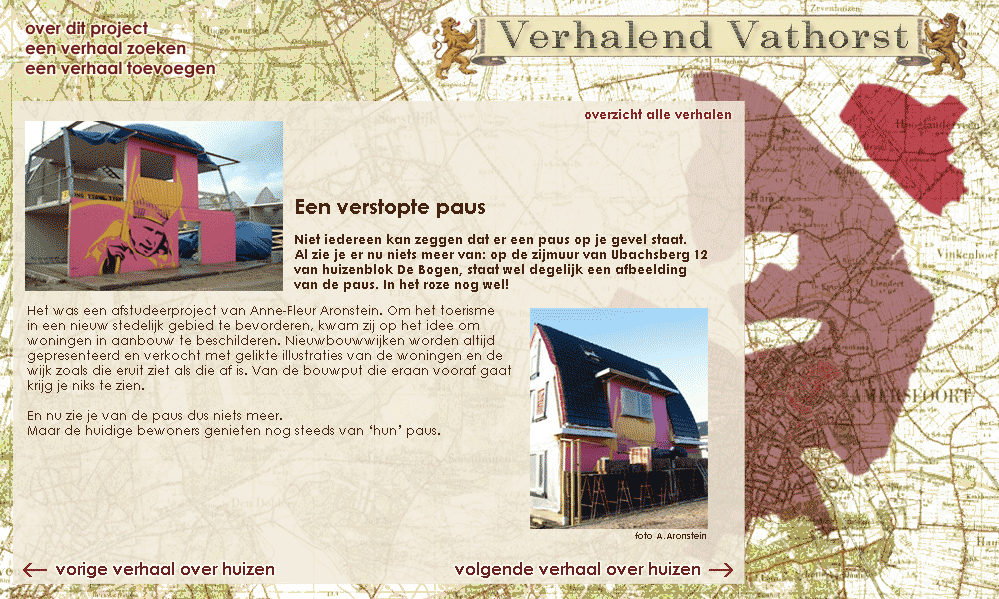 over dit project
een verhaal zoeken
een verhaal toevoegen
Verhalend Vathorst
overzicht alle verhalen
Een verstopte paus
Niet iedereen kan zeggen dat er een paus op je gevel staat.
Al zie je er nu niets meer van: op de zijmuur van Ubachsberg 12
van huizenblok De Bogen, staat wel degelijk een afbeelding
van de paus. In het roze nog wel!
Het was een afstudeerproject van Anne-Fleur Aronstein. Om het toerisme
in een nieuw stedelijk gebied te bevorderen, kwam zij op het idee om
woningen in aanbouw te beschilderen. Nieuwbouwwijken worden altijd
gepresenteerd en verkocht met gelikte illustraties van de woningen en de
wijk zoals die eruit ziet als die af is. Van de bouwput die eraan vooraf gaat
krijg je niks te zien.
En nu zie je van de paus dus niets meer.
Maar de huidige bewoners genieten nog steeds van ‘hun’ paus.
foto A.Aronstein
AMERSFOORT
← vorige verhaal over huizen
volgende verhaal over huizen →